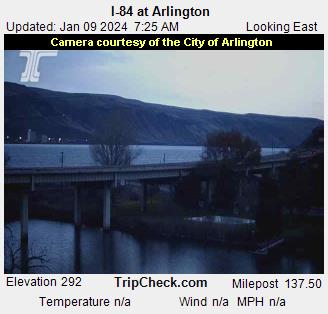 I-84 at Arlington
Updated: Jan 09 2024 7:25 AM Looking East
Camera courtesy of the City of Arlington
Elevation 292 TripCheck.com Milepost 137.50
Temperature n/a Wind n/a MPH n/a